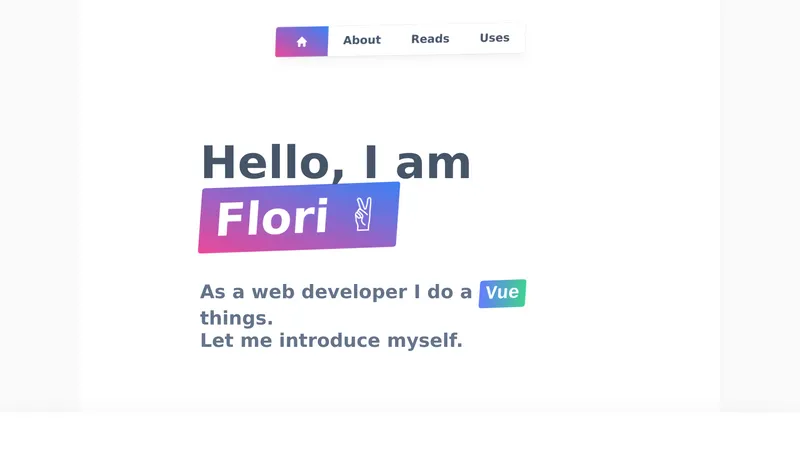 About Reads Uses
Hello, I am
Flori ✌
As a web developer I do a Vue
things.
Let me introduce myself.